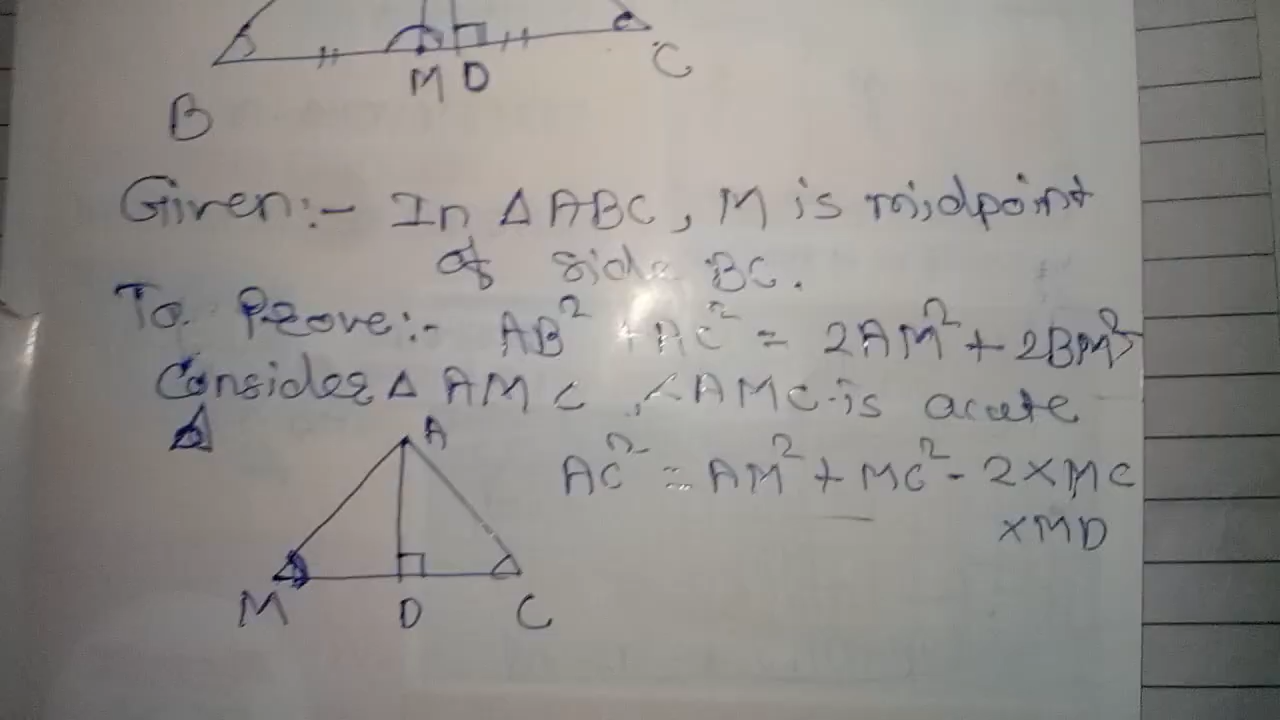 M D
C
B
Given:- In △ABC, M is midpoint
of side BC.
To Prove:- AB² + AC² = 2AM² + 2BM²
Consider △ AMC, ∠AMC is acute
A
AC² = AM² + MC² - 2×MC
×MD
M D C